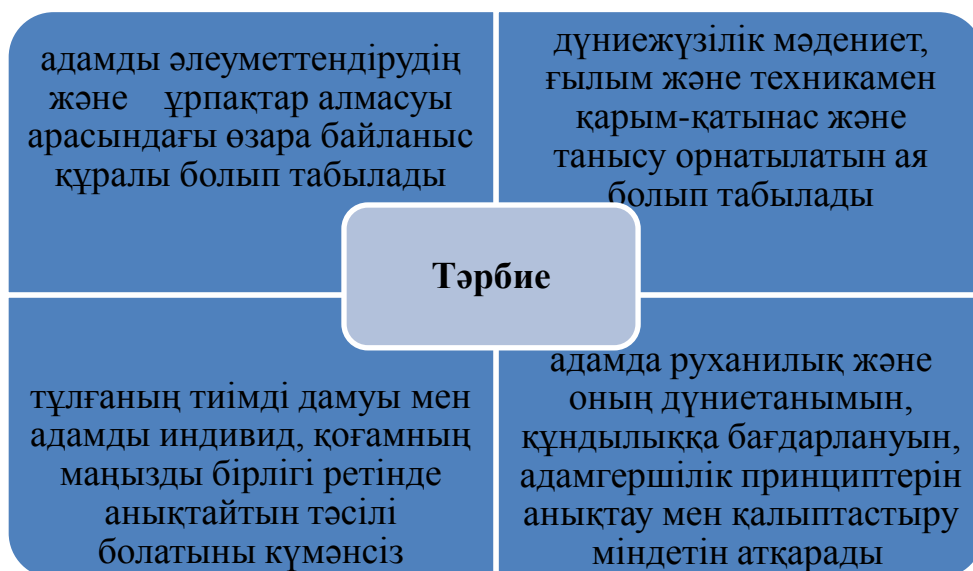 адамды әлеуметтендірудің
және ұрпақтар алмасуы
арасындағы өзара байланыс
құралы болып табылады
дүниежүзілік мәдениет,
ғылым және техникамен
қарым-қатынас және
танысу орнатылатын ая
болып табылады
Тәрбие
тұлғаның тиімді дамуы мен
адамды индивид, қоғамның
маңызды бірлігі ретінде
анықтайтын тәсілі
болатыны күмәнсіз
адамда руханилық және
оның дүниетанымын,
құндылыққа бағдарлануын,
адамгершілік принциптерін
анықтау мен қалыптастыру
міндетін атқарады